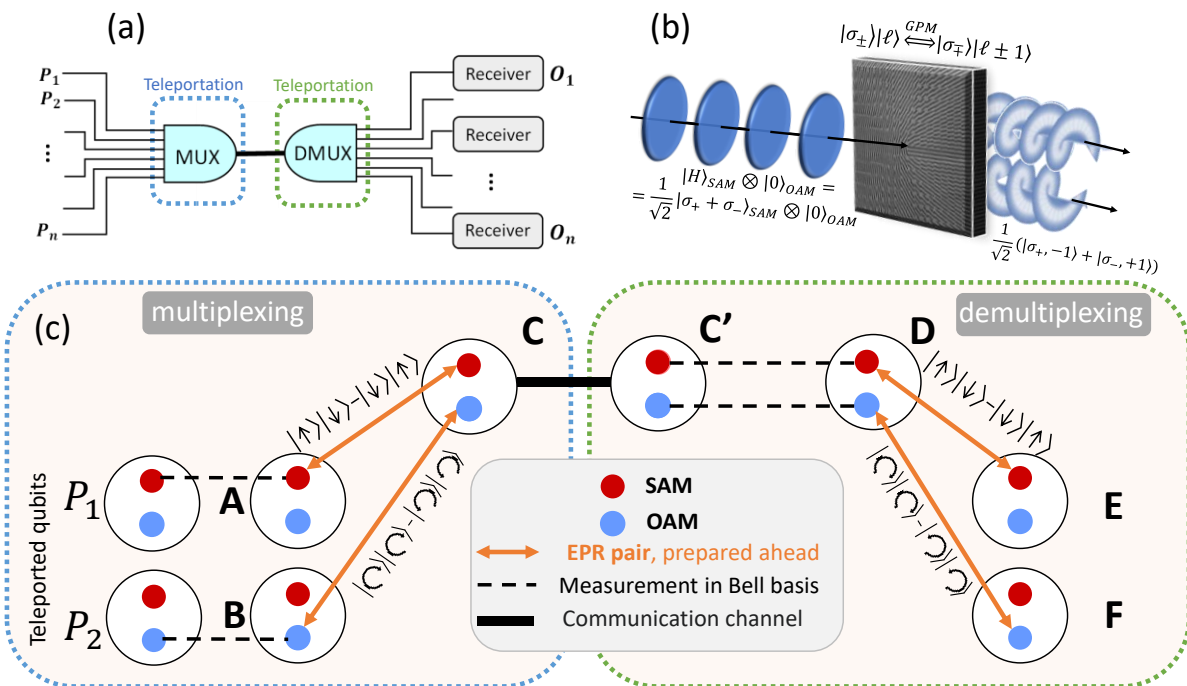 (a)
P₁
P₂
⋮
Pₙ
Teleportation
Teleportation
MUX
DMUX
Receiver
O₁
Receiver
⋮
Receiver
Oₙ
(b)
|σ±⟩|ℓ⟩ ⟺ |σ∓⟩|ℓ ± 1⟩
GPM
|H⟩SAM ⊗ |0⟩OAM =
= 1/√2 |σ₊ + σ₋⟩SAM ⊗ |0⟩OAM
1/√2 (|σ₊, −1⟩ + |σ₋, +1⟩)
(c)
multiplexing
demultiplexing
C
C’
D
|↑⟩|↓⟩−|↓⟩|↑⟩
|↑⟩|↓⟩−|↓⟩|↑⟩
|↻⟩|↺⟩−|↺⟩|↻⟩
|↻⟩|↺⟩−|↺⟩|↻⟩
Teleported qubits
P₁
A
E
P₂
B
F
SAM
OAM
EPR pair, prepared ahead
Measurement in Bell basis
Communication channel